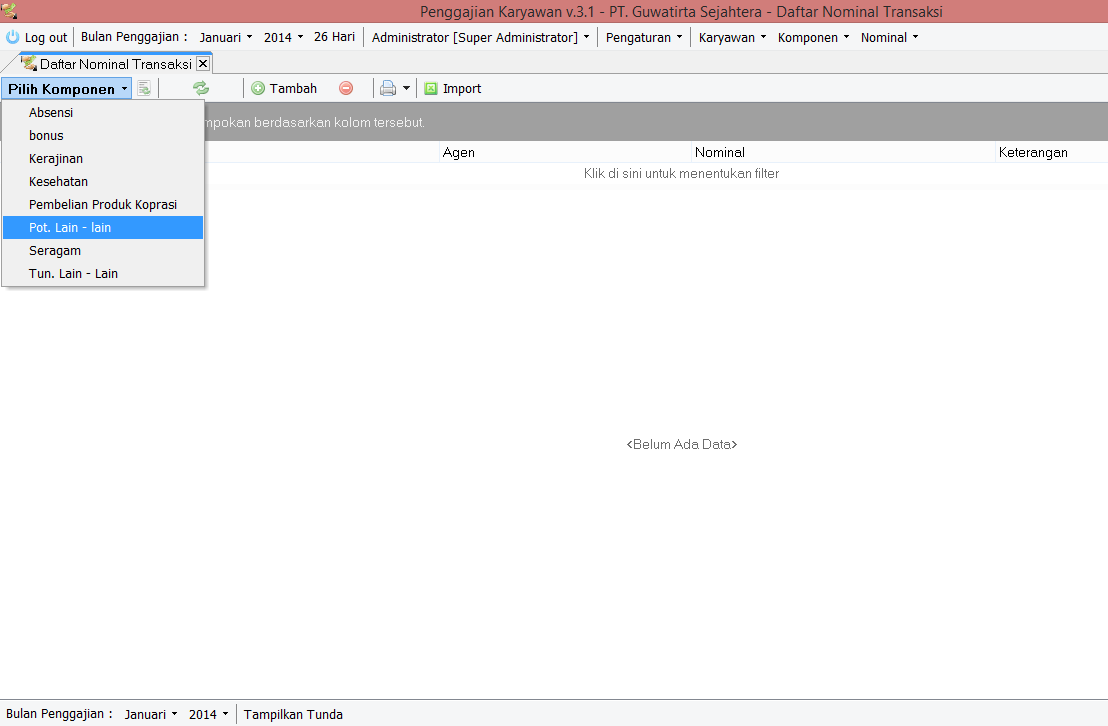 Penggajian Karyawan v.3.1 - PT. Guwatirta Sejahtera - Daftar Nominal Transaksi
Log out Bulan Penggajian : Januari 2014 26 Hari Administrator [Super Administrator] Pengaturan Karyawan Komponen Nominal
Daftar Nominal Transaksi
Pilih Komponen Tambah Import
Absensi
mpokan berdasarkan kolom tersebut.
bonus
Agen Nominal Keterangan
Kerajinan
Klik di sini untuk menentukan filter
Kesehatan
Pembelian Produk Koprasi
Pot. Lain - lain
Seragam
Tun. Lain - Lain
<Belum Ada Data>
Bulan Penggajian : Januari 2014 Tampilkan Tunda